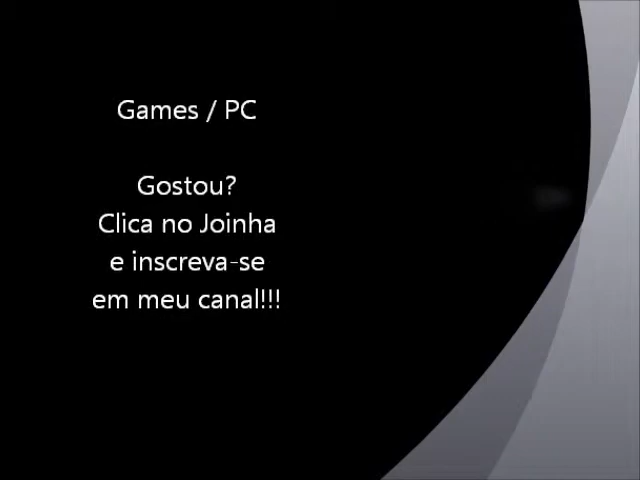 Games / PC
Gostou?
Clica no Joinha
e inscreva-se
em meu canal!!!